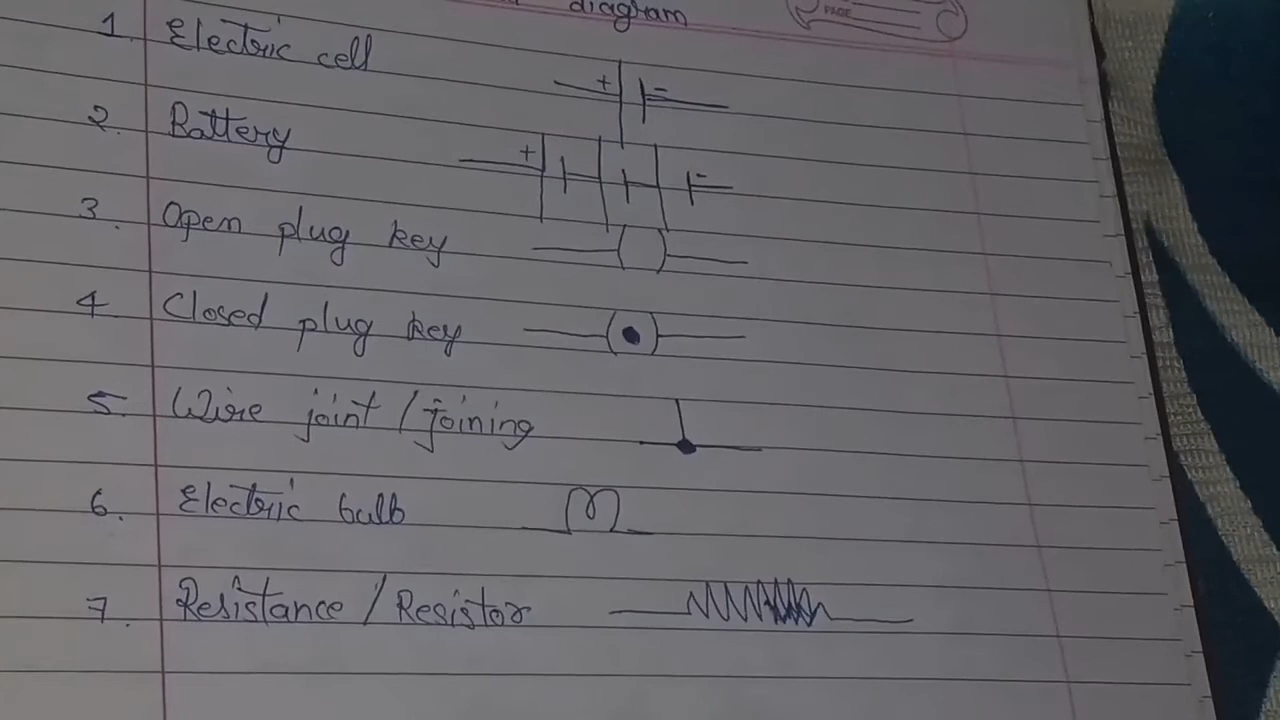 diagram
PAGE
1. Electric cell + -
2. Battery + -
3. Open plug key
4 Closed plug key
5. Wire joint / joining
6. Electric bulb
7. Resistance / Resistor